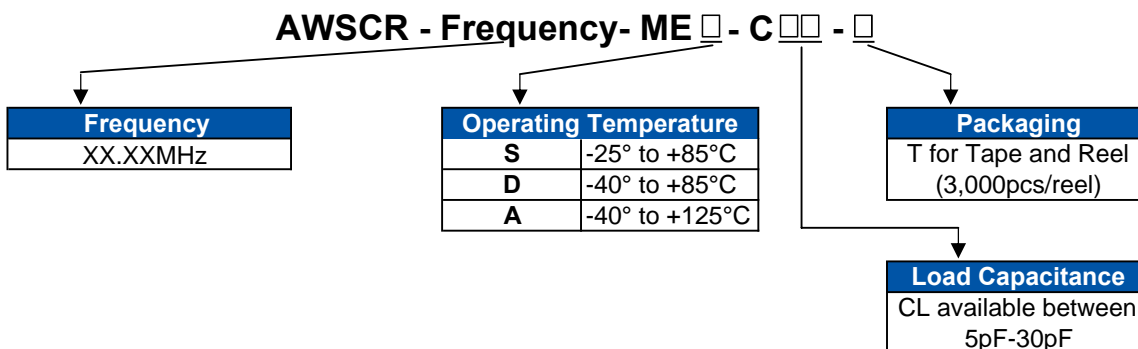 AWSCR - Frequency- ME □ - C □□ - □
Frequency
XX.XXMHz
Operating Temperature
S -25° to +85°C
D -40° to +85°C
A -40° to +125°C
Packaging
T for Tape and Reel
(3,000pcs/reel)
Load Capacitance
CL available between
5pF-30pF